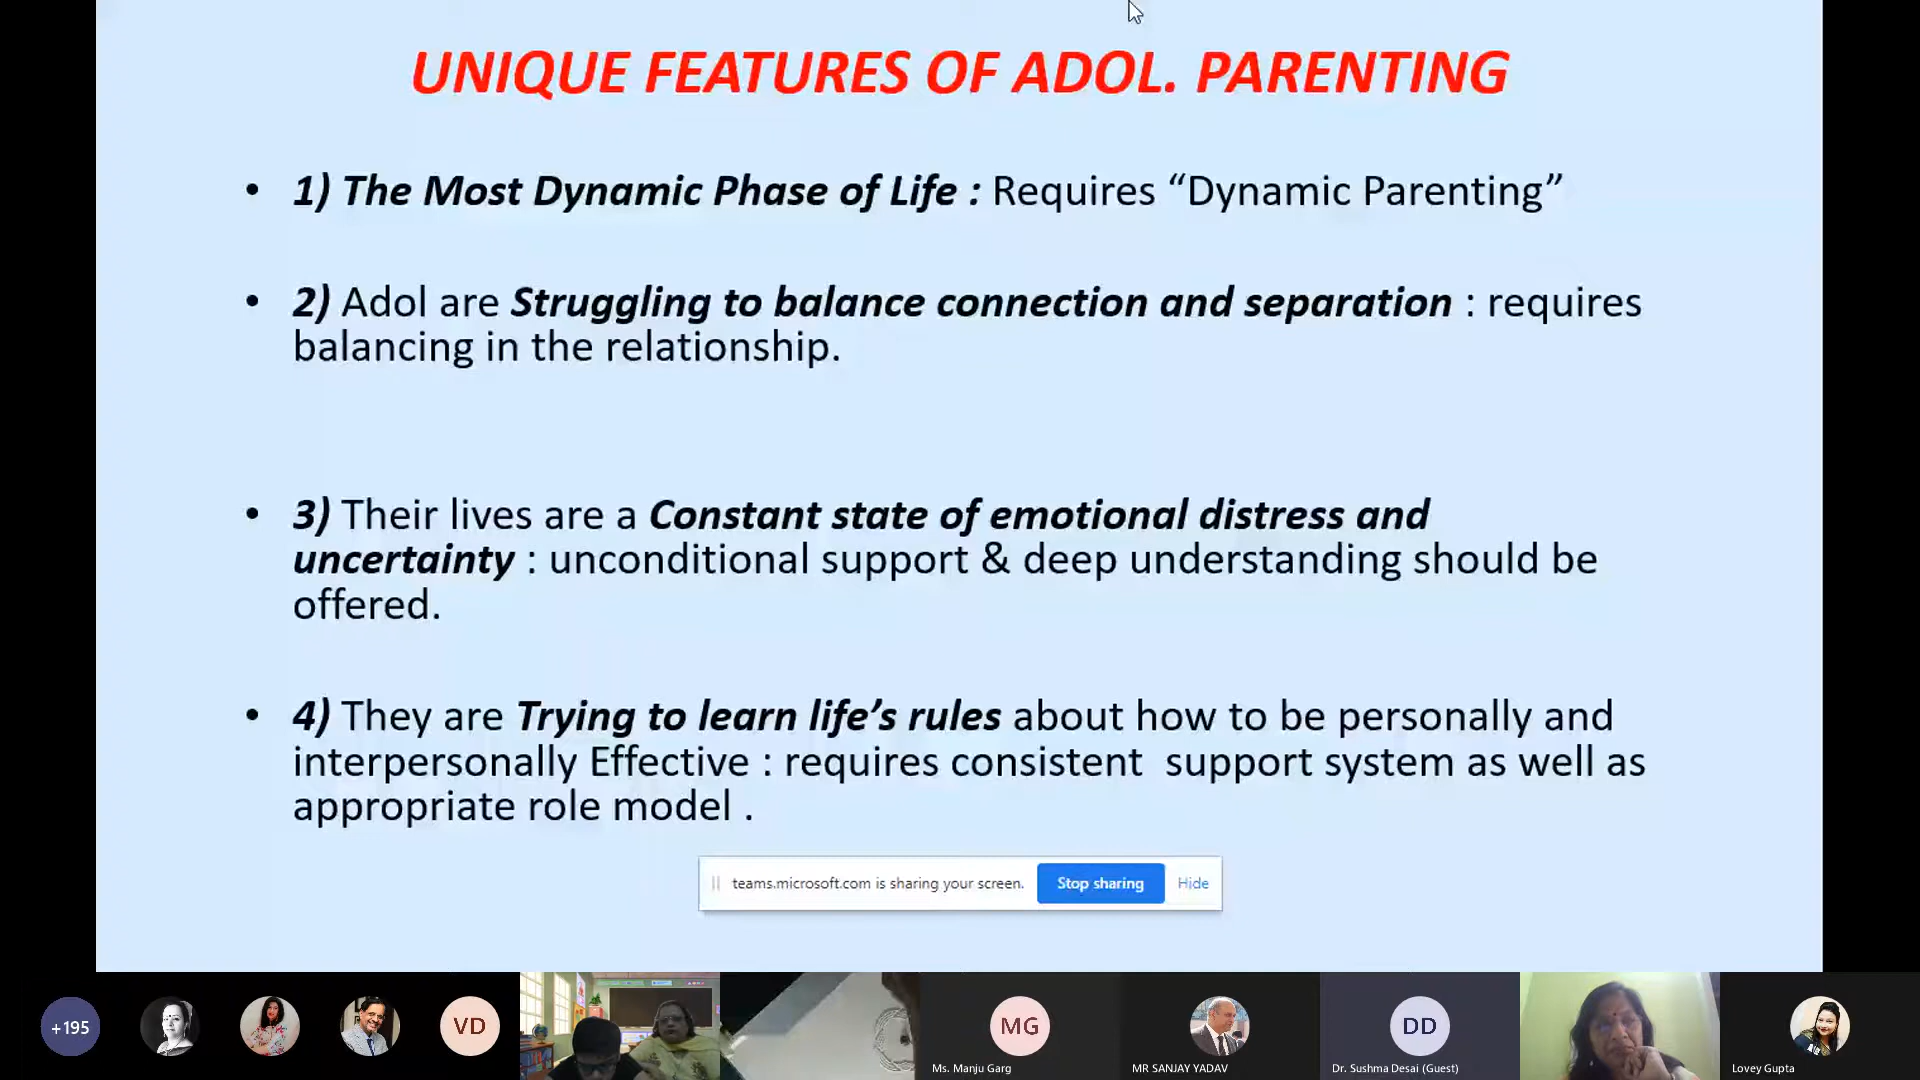 UNIQUE FEATURES OF ADOL. PARENTING
• 1) The Most Dynamic Phase of Life : Requires “Dynamic Parenting”
• 2) Adol are Struggling to balance connection and separation : requires
balancing in the relationship.
• 3) Their lives are a Constant state of emotional distress and
uncertainty : unconditional support & deep understanding should be
offered.
• 4) They are Trying to learn life’s rules about how to be personally and
interpersonally Effective : requires consistent support system as well as
appropriate role model .
teams.microsoft.com is sharing your screen. Stop sharing Hide
+195 VD MG DD
Ms. Manju Garg MR SANJAY YADAV Dr. Sushma Desai (Guest) Lovey Gupta